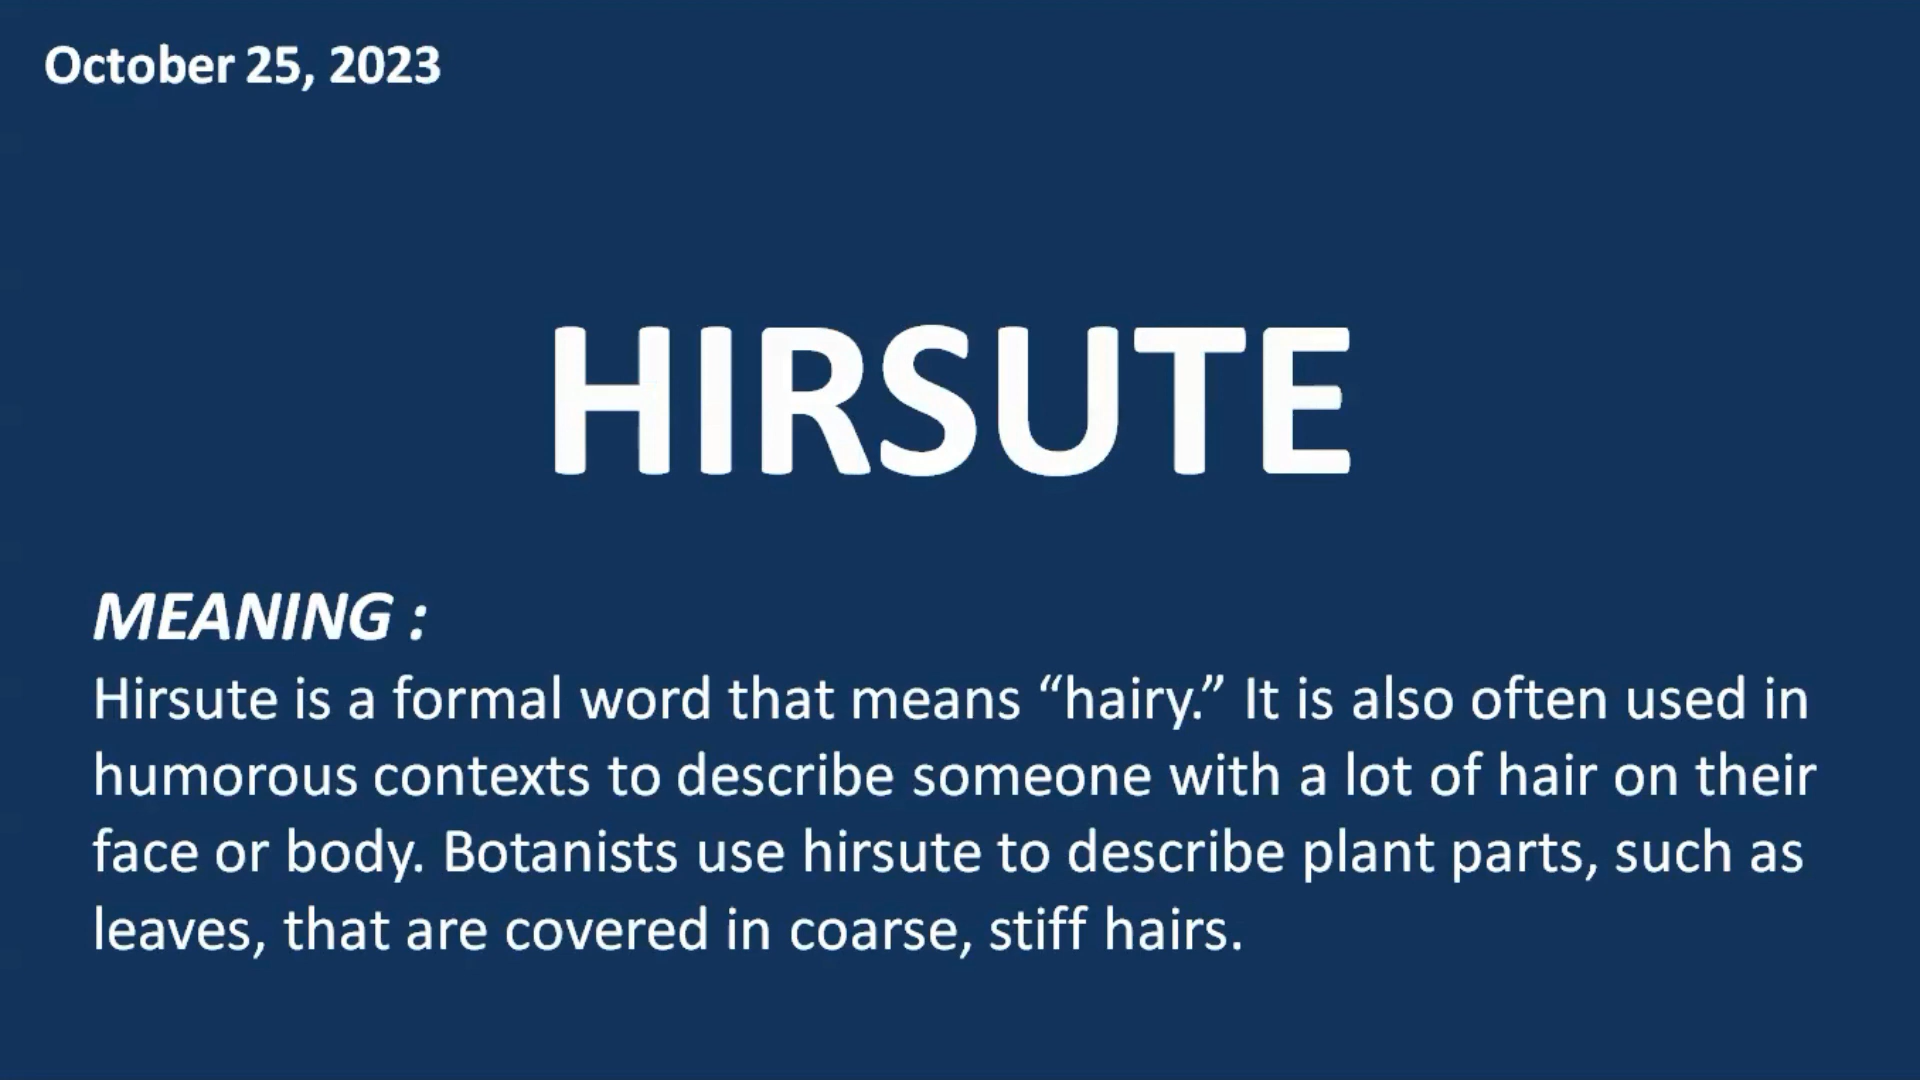 October 25, 2023
HIRSUTE
MEANING :
Hirsute is a formal word that means “hairy.” It is also often used in
humorous contexts to describe someone with a lot of hair on their
face or body. Botanists use hirsute to describe plant parts, such as
leaves, that are covered in coarse, stiff hairs.